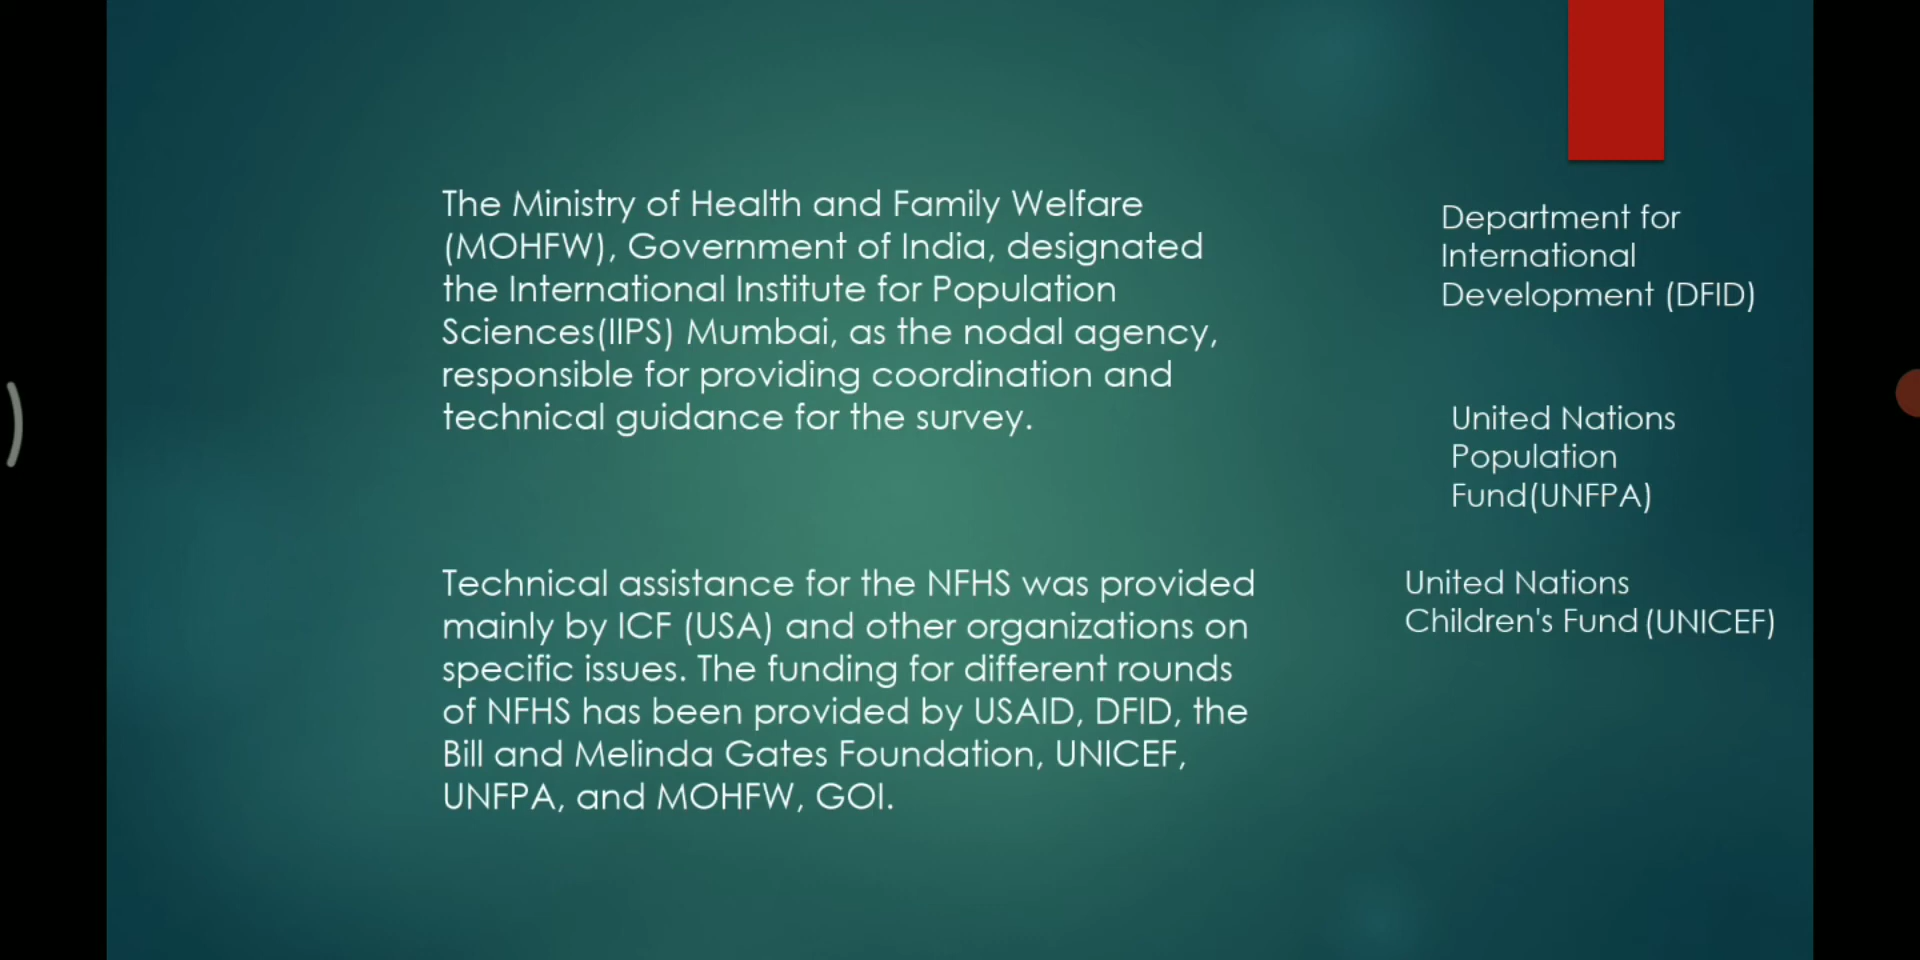 The Ministry of Health and Family Welfare
(MOHFW), Government of India, designated
the International Institute for Population
Sciences(IIPS) Mumbai, as the nodal agency,
responsible for providing coordination and
technical guidance for the survey.
Technical assistance for the NFHS was provided
mainly by ICF (USA) and other organizations on
specific issues. The funding for different rounds
of NFHS has been provided by USAID, DFID, the
Bill and Melinda Gates Foundation, UNICEF,
UNFPA, and MOHFW, GOI.
Department for
International
Development (DFID)
United Nations
Population
Fund(UNFPA)
United Nations
Children's Fund (UNICEF)